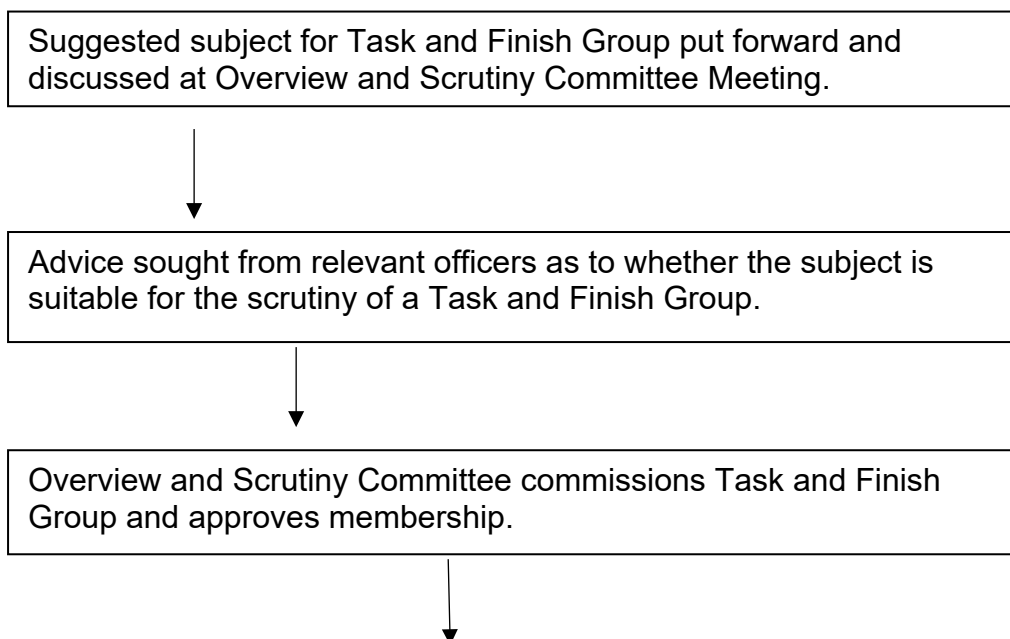 Suggested subject for Task and Finish Group put forward and
discussed at Overview and Scrutiny Committee Meeting.
Advice sought from relevant officers as to whether the subject is
suitable for the scrutiny of a Task and Finish Group.
Overview and Scrutiny Committee commissions Task and Finish
Group and approves membership.